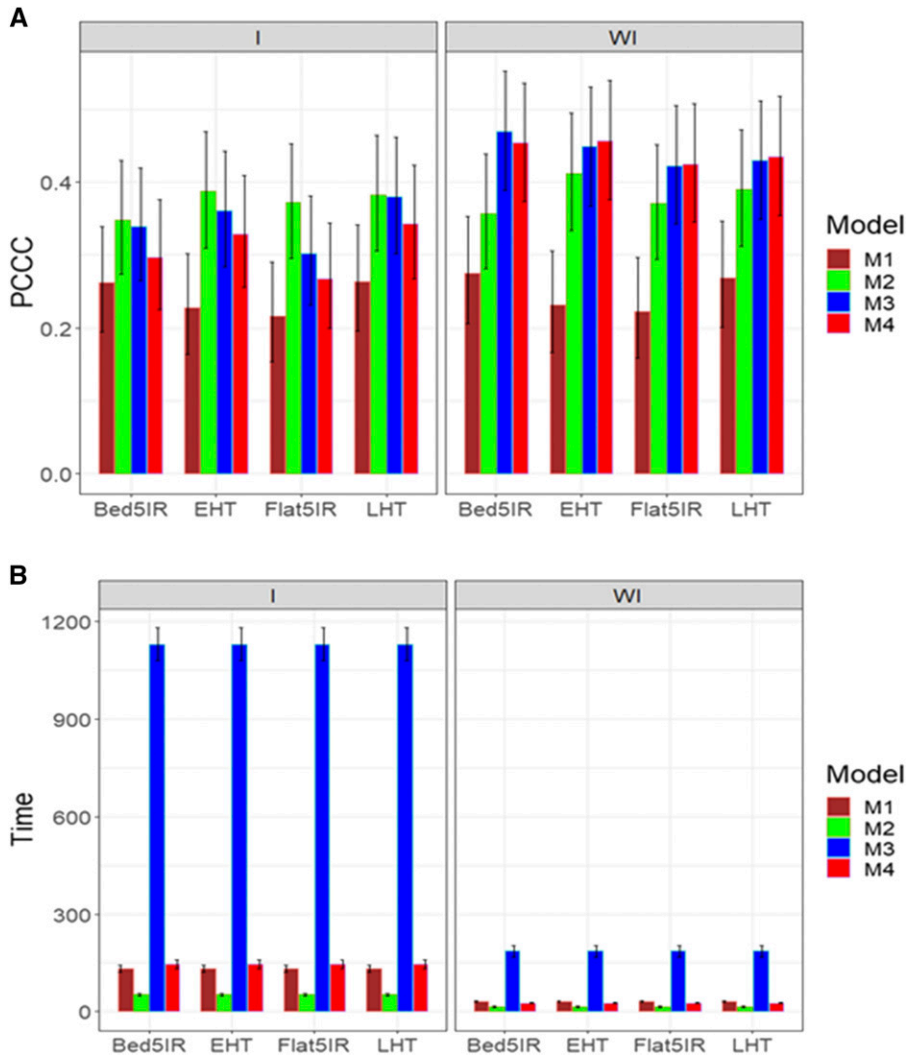 A
I WI
PCCC
0.4
0.2
0.0
Bed5IR EHT Flat5IR LHT Bed5IR EHT Flat5IR LHT
Model
M1
M2
M3
M4
B
I WI
Time
1200
900
600
300
0
Bed5IR EHT Flat5IR LHT Bed5IR EHT Flat5IR LHT
Model
M1
M2
M3
M4